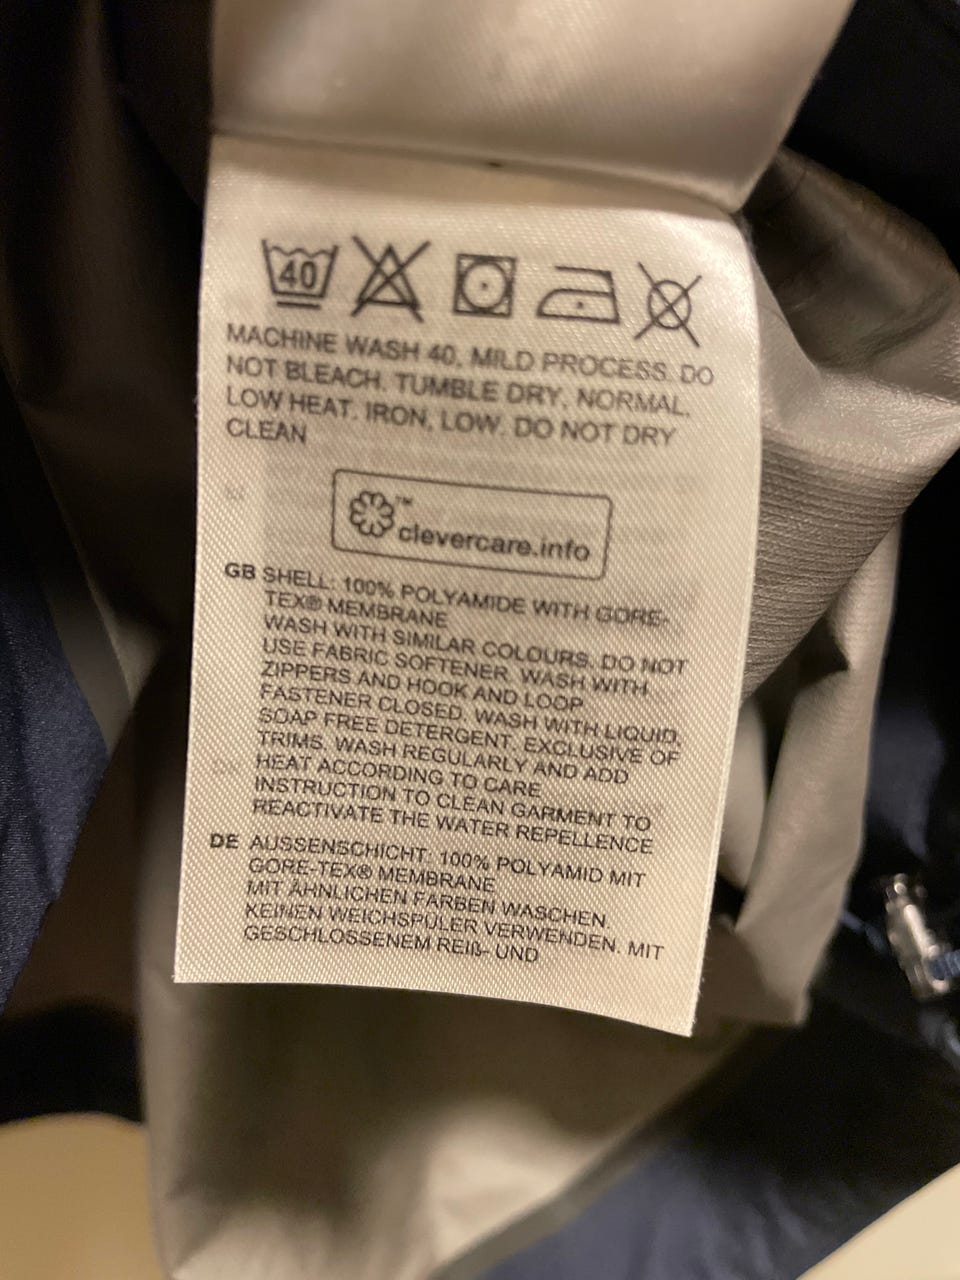 40
MACHINE WASH 40, MILD PROCESS. DO
NOT BLEACH. TUMBLE DRY, NORMAL,
LOW HEAT. IRON, LOW. DO NOT DRY
CLEAN
™
clevercare.info
GB SHELL: 100% POLYAMIDE WITH GORE-
TEX® MEMBRANE
WASH WITH SIMILAR COLOURS. DO NOT
USE FABRIC SOFTENER. WASH WITH
ZIPPERS AND HOOK AND LOOP
FASTENER CLOSED. WASH WITH LIQUID,
SOAP FREE DETERGENT. EXCLUSIVE OF
TRIMS. WASH REGULARLY AND ADD
HEAT ACCORDING TO CARE
INSTRUCTION TO CLEAN GARMENT TO
REACTIVATE THE WATER REPELLENCE
DE AUSSENSCHICHT: 100% POLYAMID MIT
GORE-TEX® MEMBRANE
MIT ÄHNLICHEN FARBEN WASCHEN.
KEINEN WEICHSPÜLER VERWENDEN. MIT
GESCHLOSSENEM REIß- UND